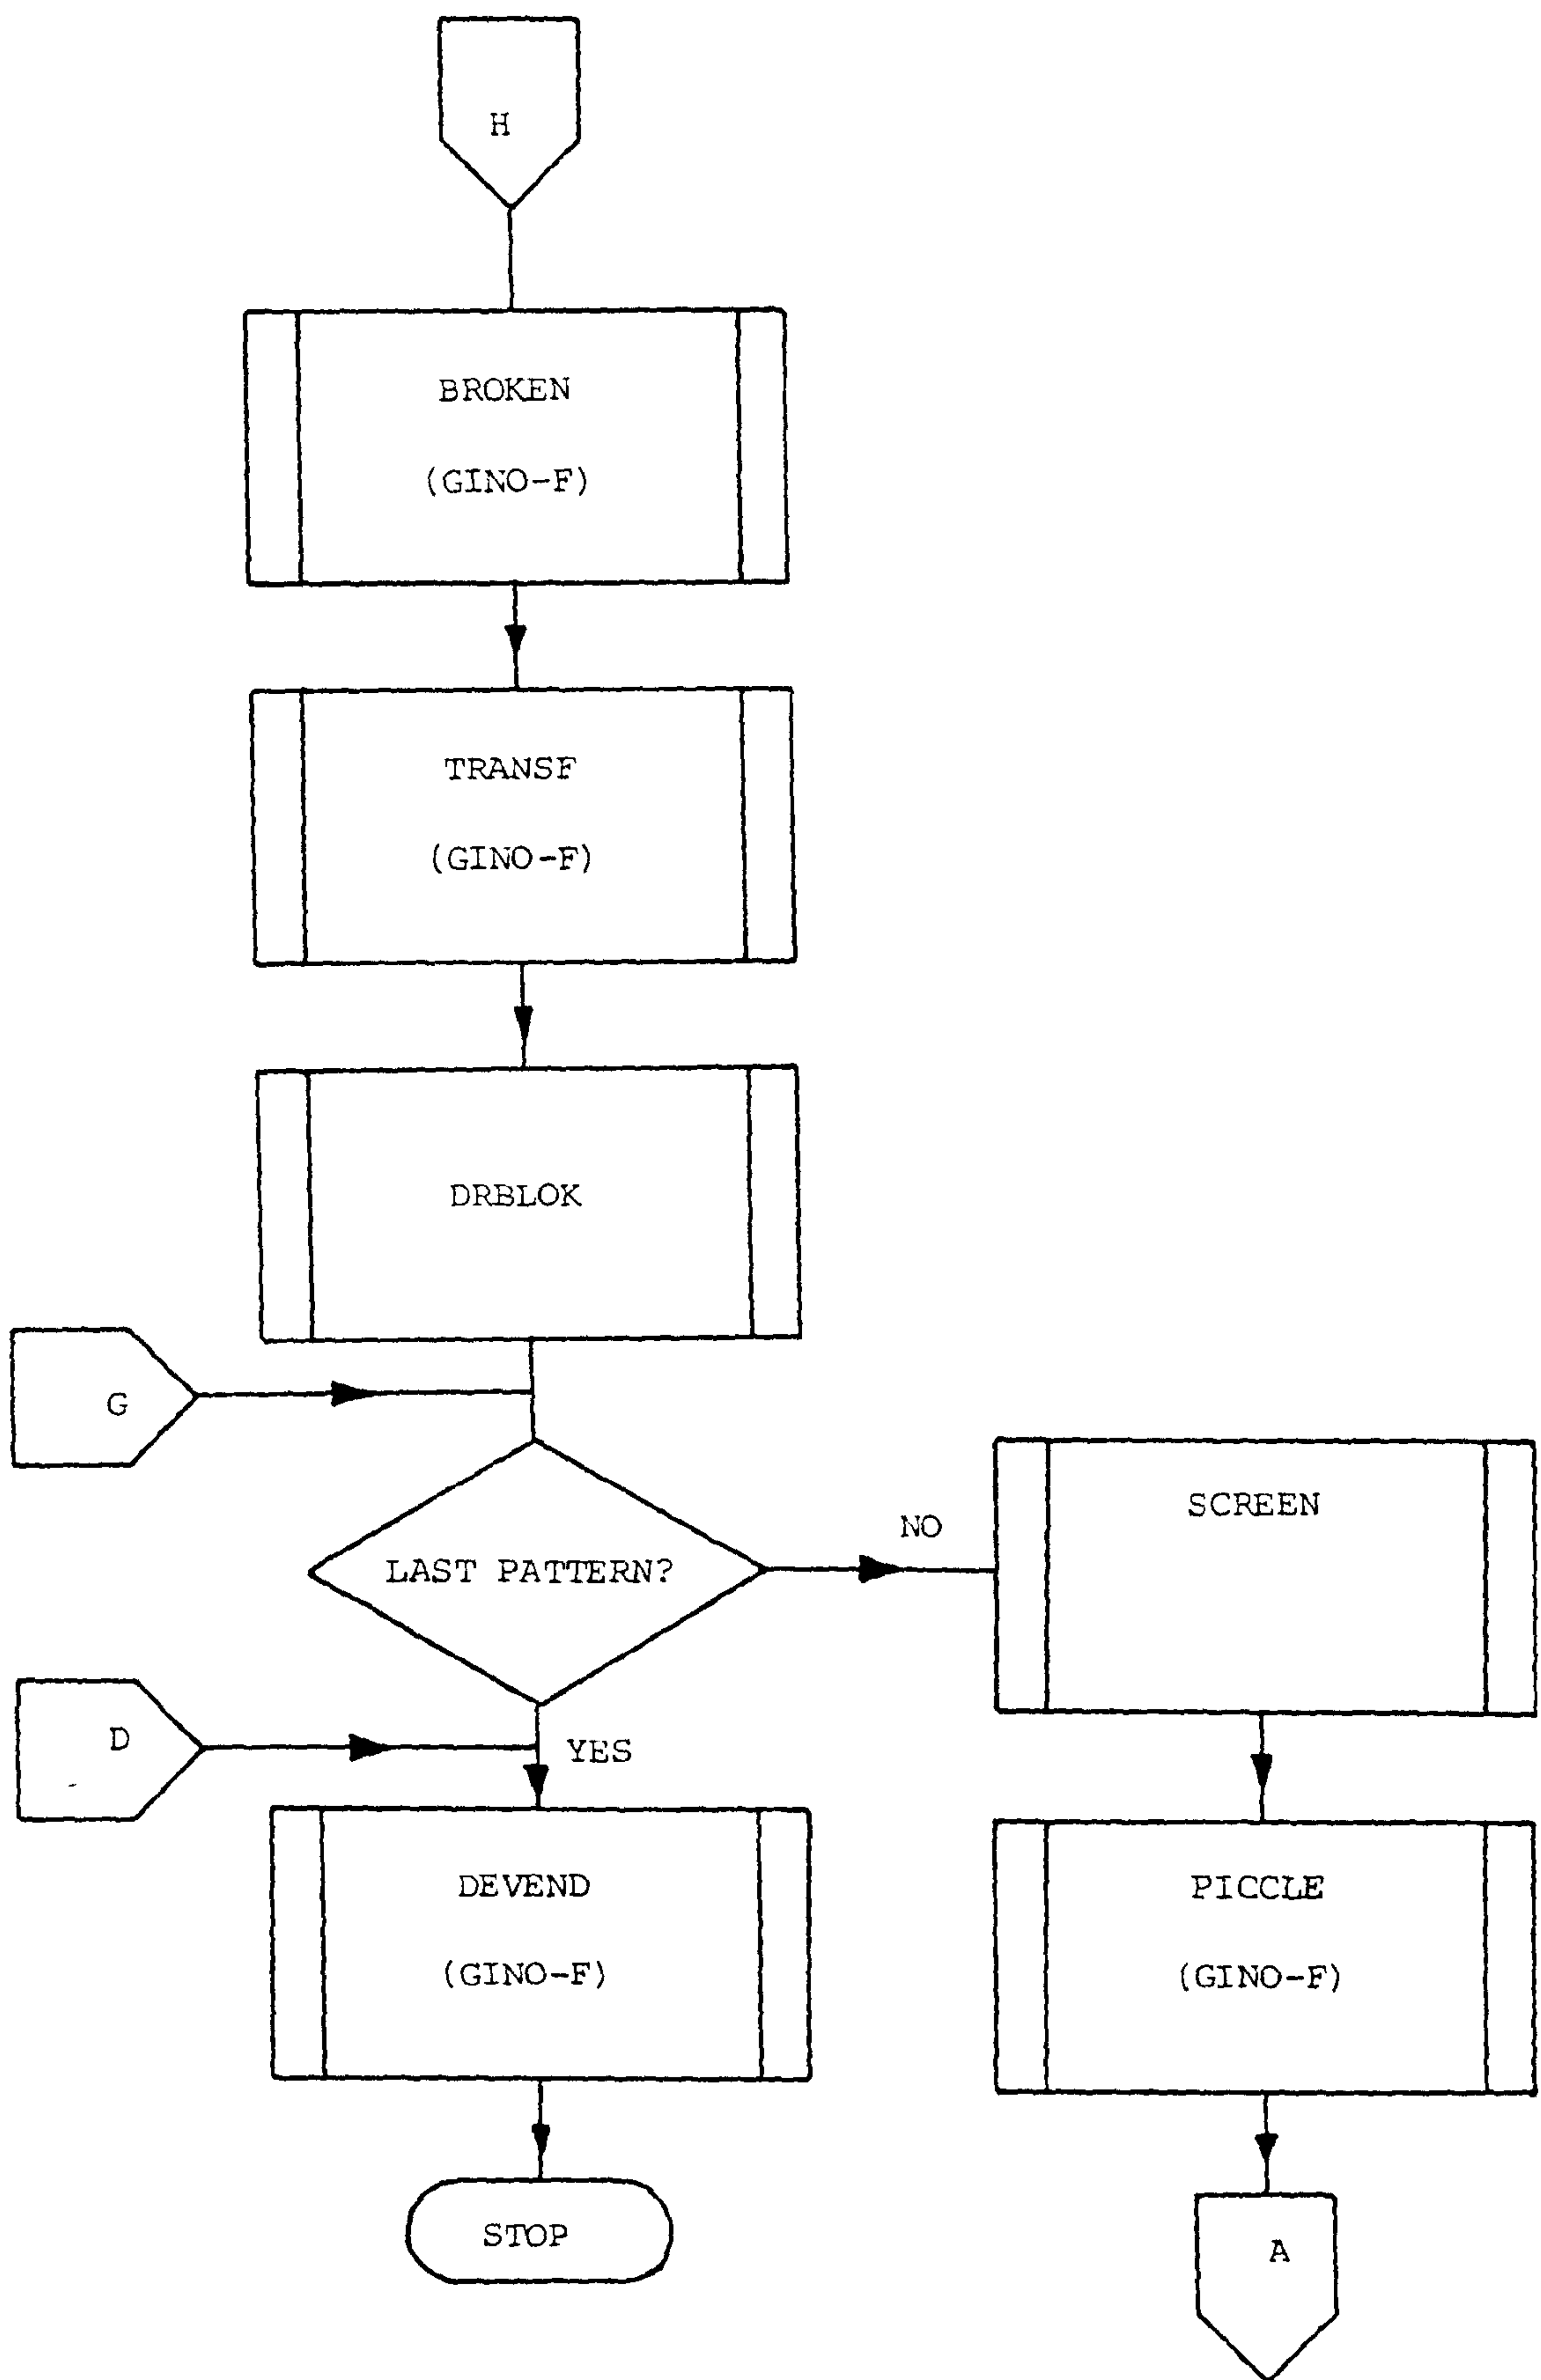 H
BROKEN
(GINO-F)
TRANSF
(GINO-F)
DRBLOK
G
LAST PATTERN?
NO
SCREEN
D
YES
DEVEND
(GINO-F)
PICCLE
(GINO-F)
STOP
A